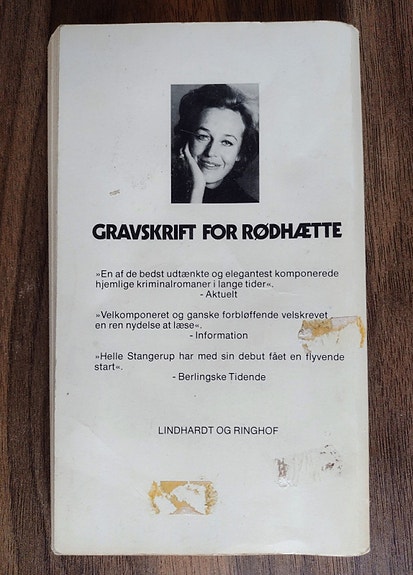 GRAVSKRIFT FOR RØDHÆTTE
»En af de bedst udtænkte og elegantest komponerede
hjemlige kriminalromaner i lange tider«.
- Aktuelt
»Velkomponeret og ganske forbløffende velskrevet,
en ren nydelse at læse«.
- Information
»Helle Stangerup har med sin debut fået en flyvende
start«.
- Berlingske Tidende
LINDHARDT OG RINGHOF